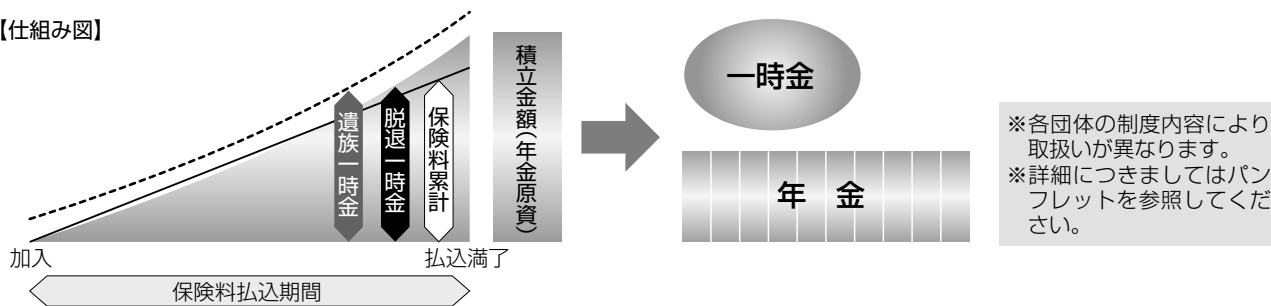 【仕組み図】
遺族一時金
脱退一時金
保険料累計
積立金額(年金原資)
一時金
年金
※各団体の制度内容により
取扱いが異なります。
※詳細につきましてはパン
フレットを参照してくだ
さい。
加入
払込満了
保険料払込期間